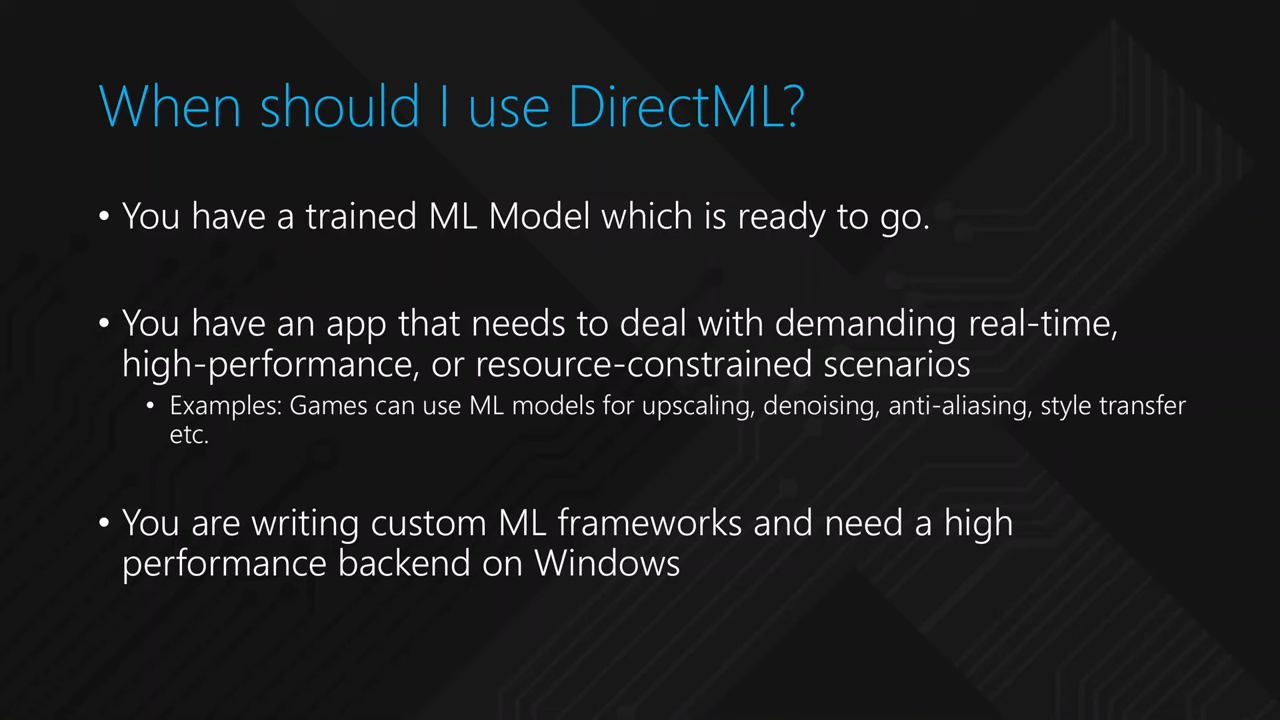 When should I use DirectML?
• You have a trained ML Model which is ready to go.
• You have an app that needs to deal with demanding real-time,
high-performance, or resource-constrained scenarios
• Examples: Games can use ML models for upscaling, denoising, anti-aliasing, style transfer
etc.
• You are writing custom ML frameworks and need a high
performance backend on Windows